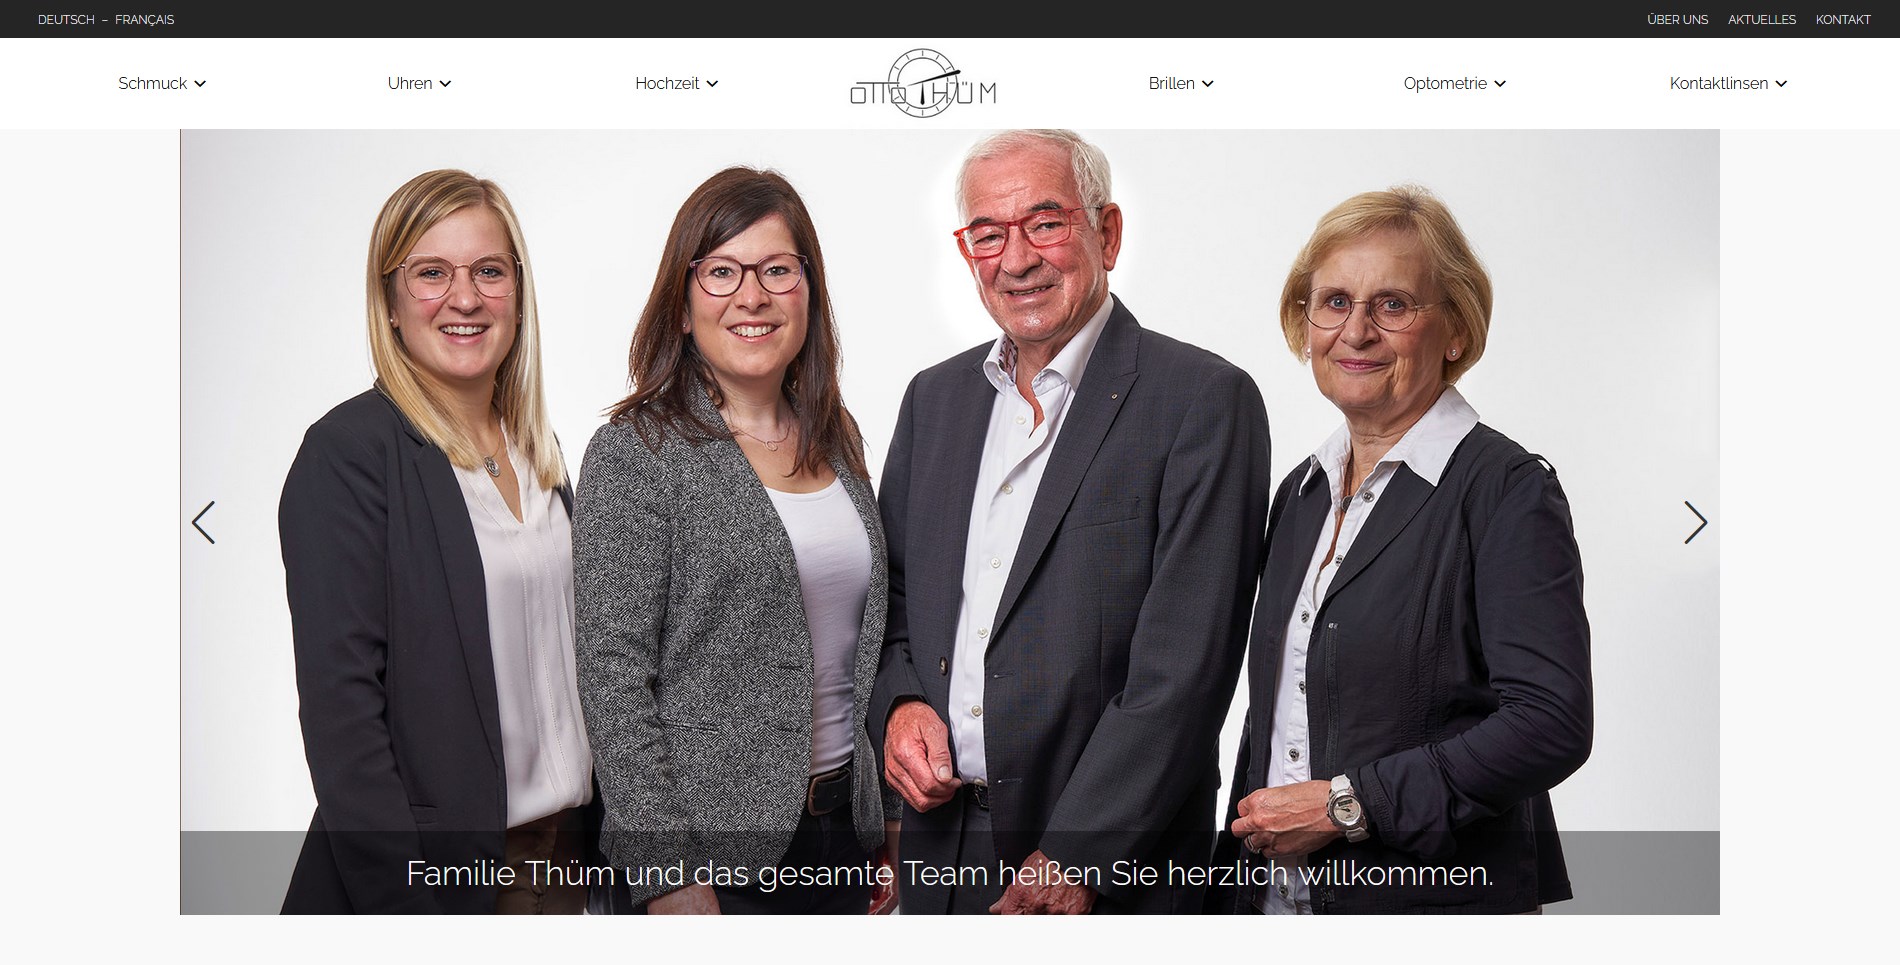 DEUTSCH – FRANÇAIS
ÜBER UNS AKTUELLES KONTAKT
Schmuck Uhren Hochzeit OTTO THÜM Brillen Optometrie Kontaktlinsen
Familie Thüm und das gesamte Team heißen Sie herzlich willkommen.